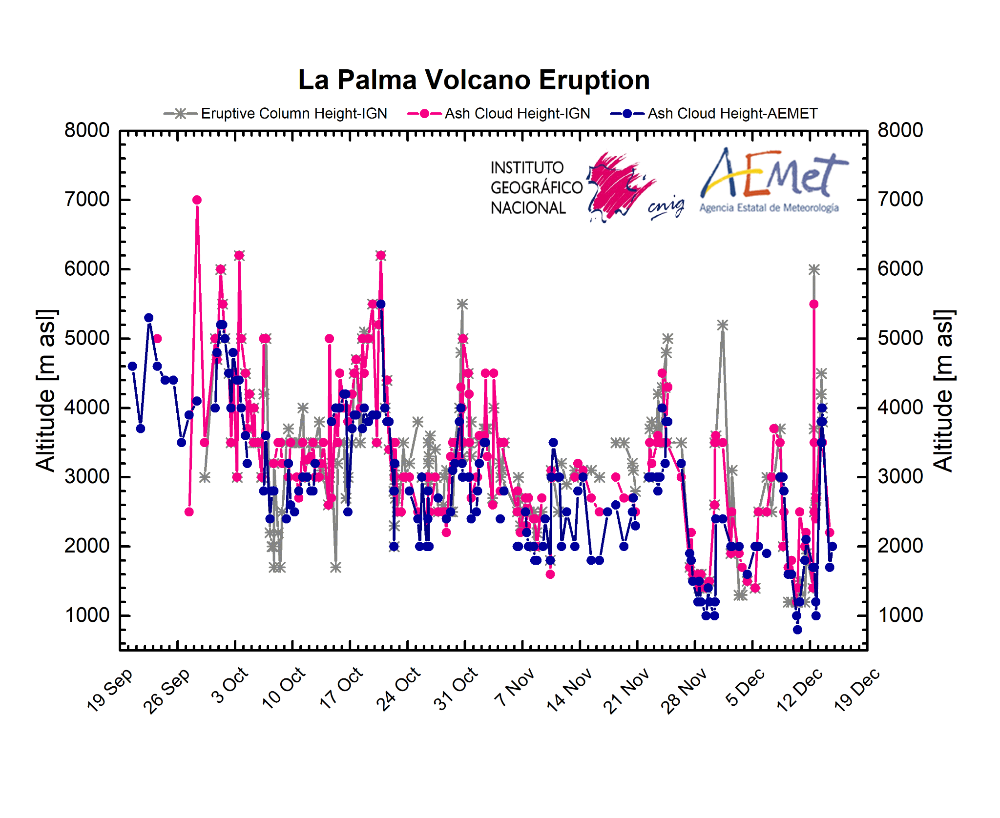 La Palma Volcano Eruption
Eruptive Column Height-IGN
Ash Cloud Height-IGN
Ash Cloud Height-AEMET
8000
7000
6000
5000
4000
3000
2000
1000
Altitude [m asl]
INSTITUTO
GEOGRÁFICO
NACIONAL
cnig
AEMet
Agencia Estatal de Meteorología
8000
7000
6000
5000
4000
3000
2000
1000
Altitude [m asl]
19 Sep
26 Sep
3 Oct
10 Oct
17 Oct
24 Oct
31 Oct
7 Nov
14 Nov
21 Nov
28 Nov
5 Dec
12 Dec
19 Dec